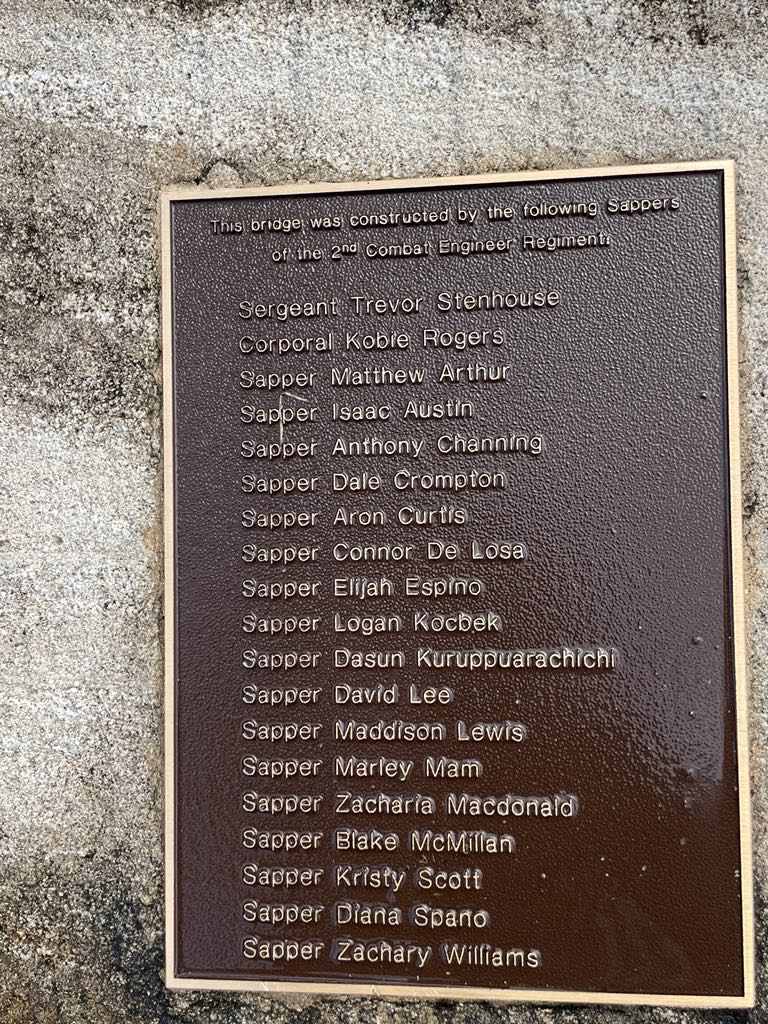 This bridge was constructed by the following Sappers
of the 2nd Combat Engineer Regiment:
Sergeant Trevor Stenhouse
Corporal Kobie Rogers
Sapper Matthew Arthur
Sapper Isaac Austin
Sapper Anthony Channing
Sapper Dale Crompton
Sapper Aron Curtis
Sapper Connor De Losa
Sapper Elijah Espino
Sapper Logan Kocbek
Sapper Dasun Kuruppuarachichi
Sapper David Lee
Sapper Maddison Lewis
Sapper Marley Mam
Sapper Zacharia Macdonald
Sapper Blake McMillan
Sapper Kristy Scott
Sapper Diana Spano
Sapper Zachary Williams